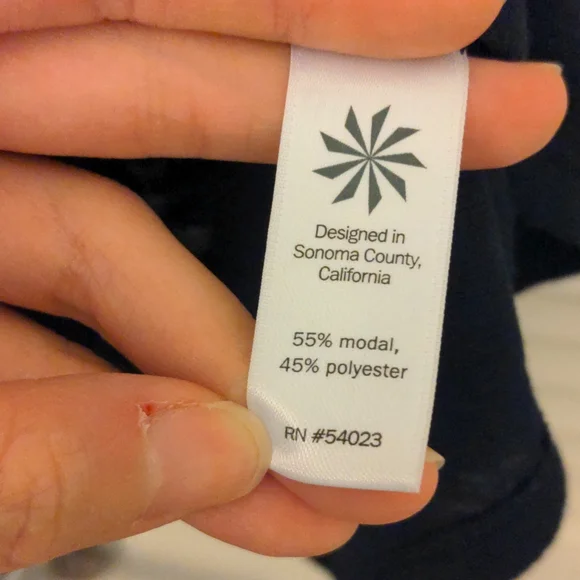 Designed in
Sonoma County,
California
55% modal,
45% polyester
RN #54023